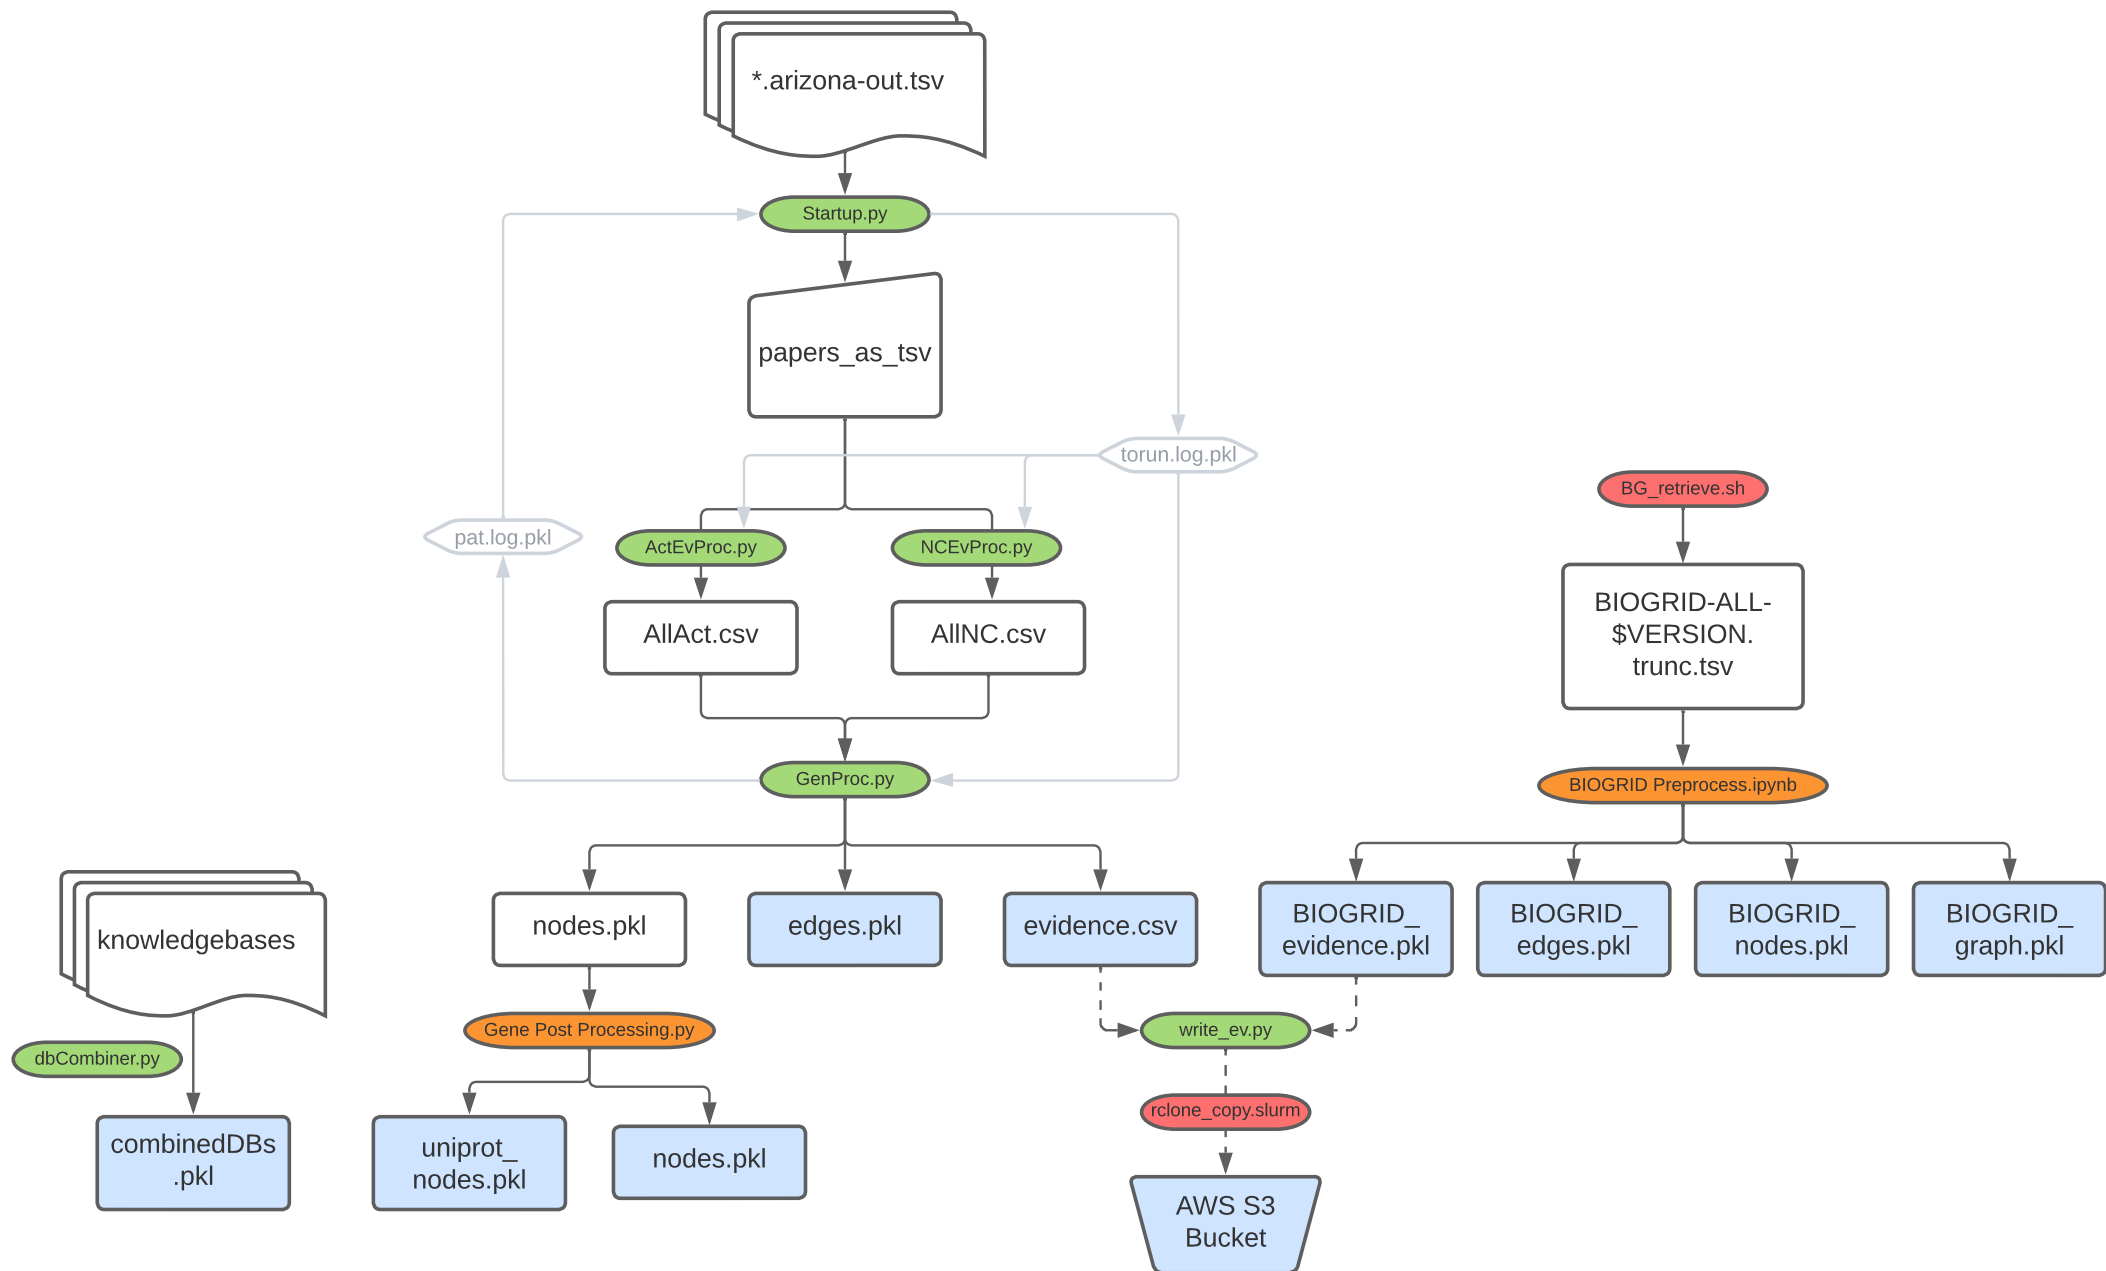 *.arizona-out.tsv
Startup.py
papers_as_tsv
torun.log.pkl
pat.log.pkl
ActEvProc.py
NCEvProc.py
AllAct.csv
AllNC.csv
GenProc.py
nodes.pkl
edges.pkl
evidence.csv
Gene Post Processing.py
uniprot_
nodes.pkl
nodes.pkl
knowledgebases
dbCombiner.py
combinedDBs
.pkl
BG_retrieve.sh
BIOGRID-ALL-
$VERSION.
trunc.tsv
BIOGRID Preprocess.ipynb
BIOGRID_
evidence.pkl
BIOGRID_
edges.pkl
BIOGRID_
nodes.pkl
BIOGRID_
graph.pkl
write_ev.py
rclone_copy.slurm
AWS S3
Bucket